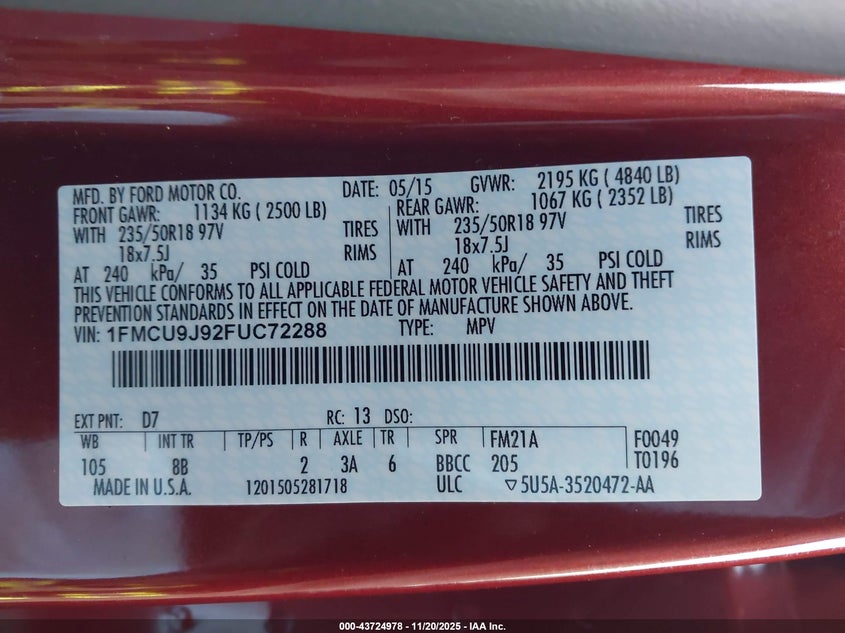 MFD. BY FORD MOTOR CO. DATE: 05/15 GVWR: 2195 KG ( 4840 LB)
FRONT GAWR: 1134 KG ( 2500 LB) REAR GAWR: 1067 KG ( 2352 LB)
WITH 235/50R18 97V TIRES WITH 235/50R18 97V TIRES
18x7.5J RIMS 18x7.5J RIMS
AT 240 kPa/ 35 PSI COLD AT 240 kPa/ 35 PSI COLD
THIS VEHICLE CONFORMS TO ALL APPLICABLE FEDERAL MOTOR VEHICLE SAFETY AND THEFT
PREVENTION STANDARDS IN EFFECT ON THE DATE OF MANUFACTURE SHOWN ABOVE.
VIN: 1FMCU9J92FUC72288 TYPE: MPV
EXT PNT: D7 RC: 13 DSO:
WB INT TR TP/PS R AXLE TR SPR FM21A F0049
105 8B 2 3A 6 BBCC 205 T0196
MADE IN U.S.A. 1201505281718 ULC ▽5U5A-3520472-AA
000-43724978 - 11/20/2025 - IAA Inc.